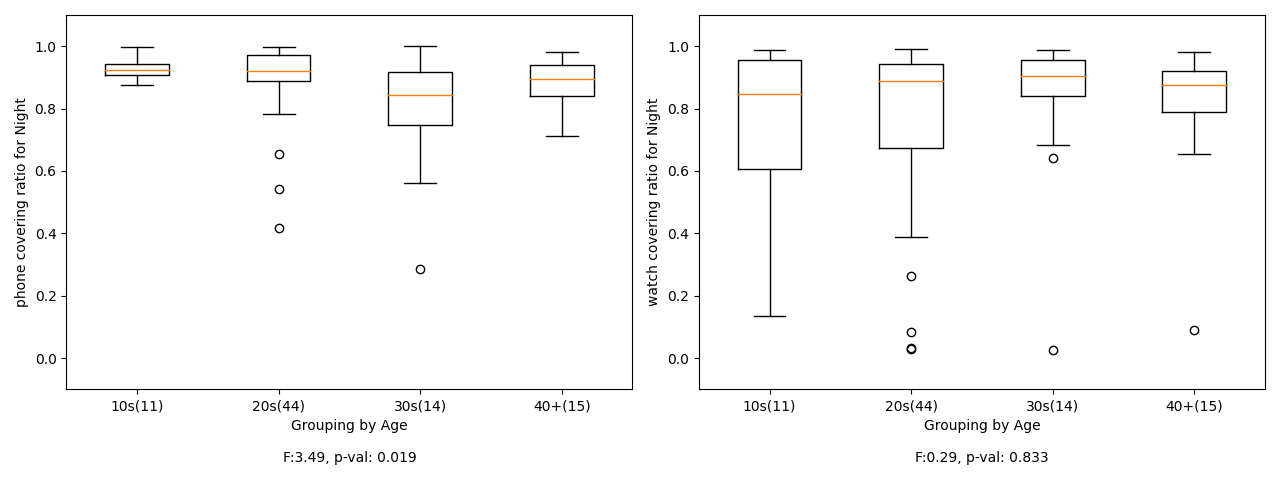 phone covering ratio for Night
1.0
0.8
0.6
0.4
0.2
0.0
10s(11) 20s(44) 30s(14) 40+(15)
Grouping by Age
F:3.49, p-val: 0.019
watch covering ratio for Night
1.0
0.8
0.6
0.4
0.2
0.0
10s(11) 20s(44) 30s(14) 40+(15)
Grouping by Age
F:0.29, p-val: 0.833